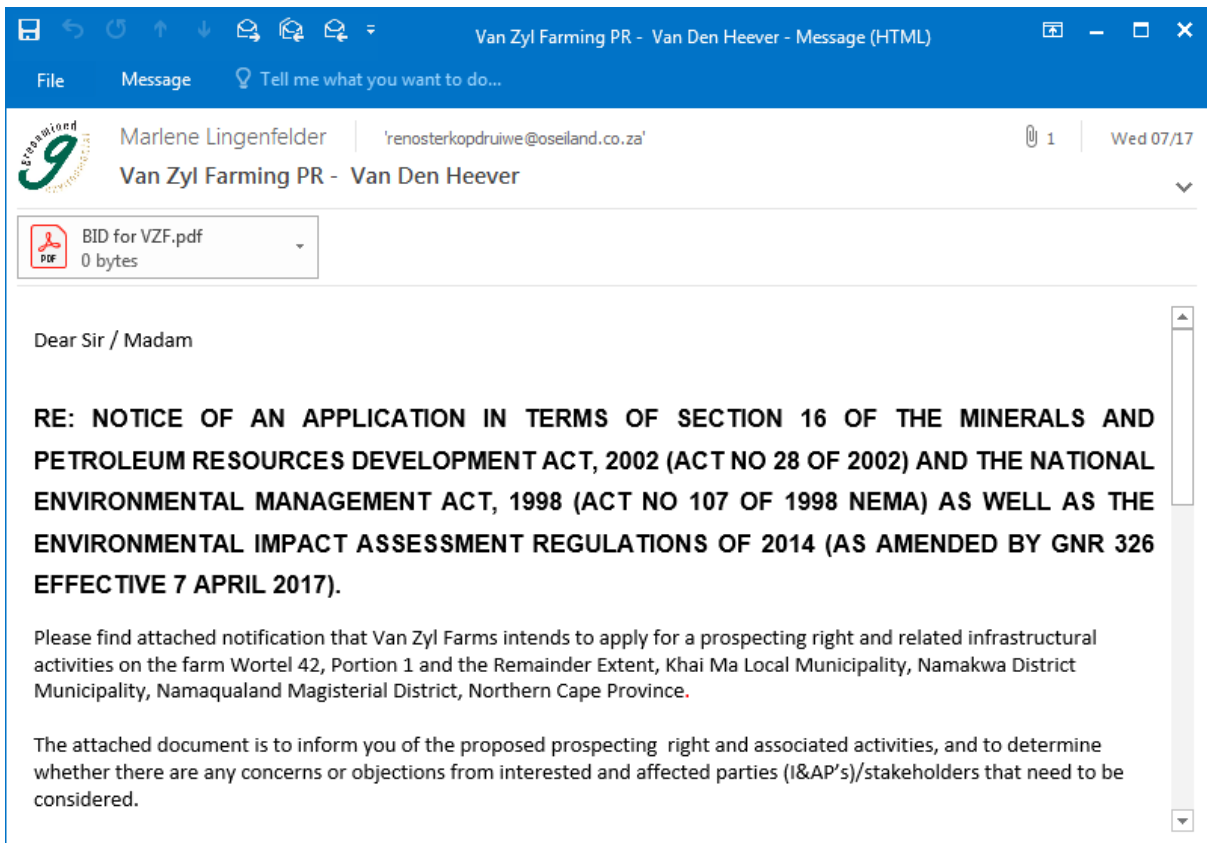 Van Zyl Farming PR - Van Den Heever - Message (HTML)
File Message Tell me what you want to do...
Marlene Lingenfelder 'renosterkopdruiwe@oseiland.co.za' 1 Wed 07/17
Van Zyl Farming PR - Van Den Heever
BID for VZF.pdf
PDF 0 bytes
Dear Sir / Madam
RE: NOTICE OF AN APPLICATION IN TERMS OF SECTION 16 OF THE MINERALS AND
PETROLEUM RESOURCES DEVELOPMENT ACT, 2002 (ACT NO 28 OF 2002) AND THE NATIONAL
ENVIRONMENTAL MANAGEMENT ACT, 1998 (ACT NO 107 OF 1998 NEMA) AS WELL AS THE
ENVIRONMENTAL IMPACT ASSESSMENT REGULATIONS OF 2014 (AS AMENDED BY GNR 326
EFFECTIVE 7 APRIL 2017).
Please find attached notification that Van Zyl Farms intends to apply for a prospecting right and related infrastructural
activities on the farm Wortel 42, Portion 1 and the Remainder Extent, Khai Ma Local Municipality, Namakwa District
Municipality, Namaqualand Magisterial District, Northern Cape Province.
The attached document is to inform you of the proposed prospecting right and associated activities, and to determine
whether there are any concerns or objections from interested and affected parties (I&AP's)/stakeholders that need to be
considered.